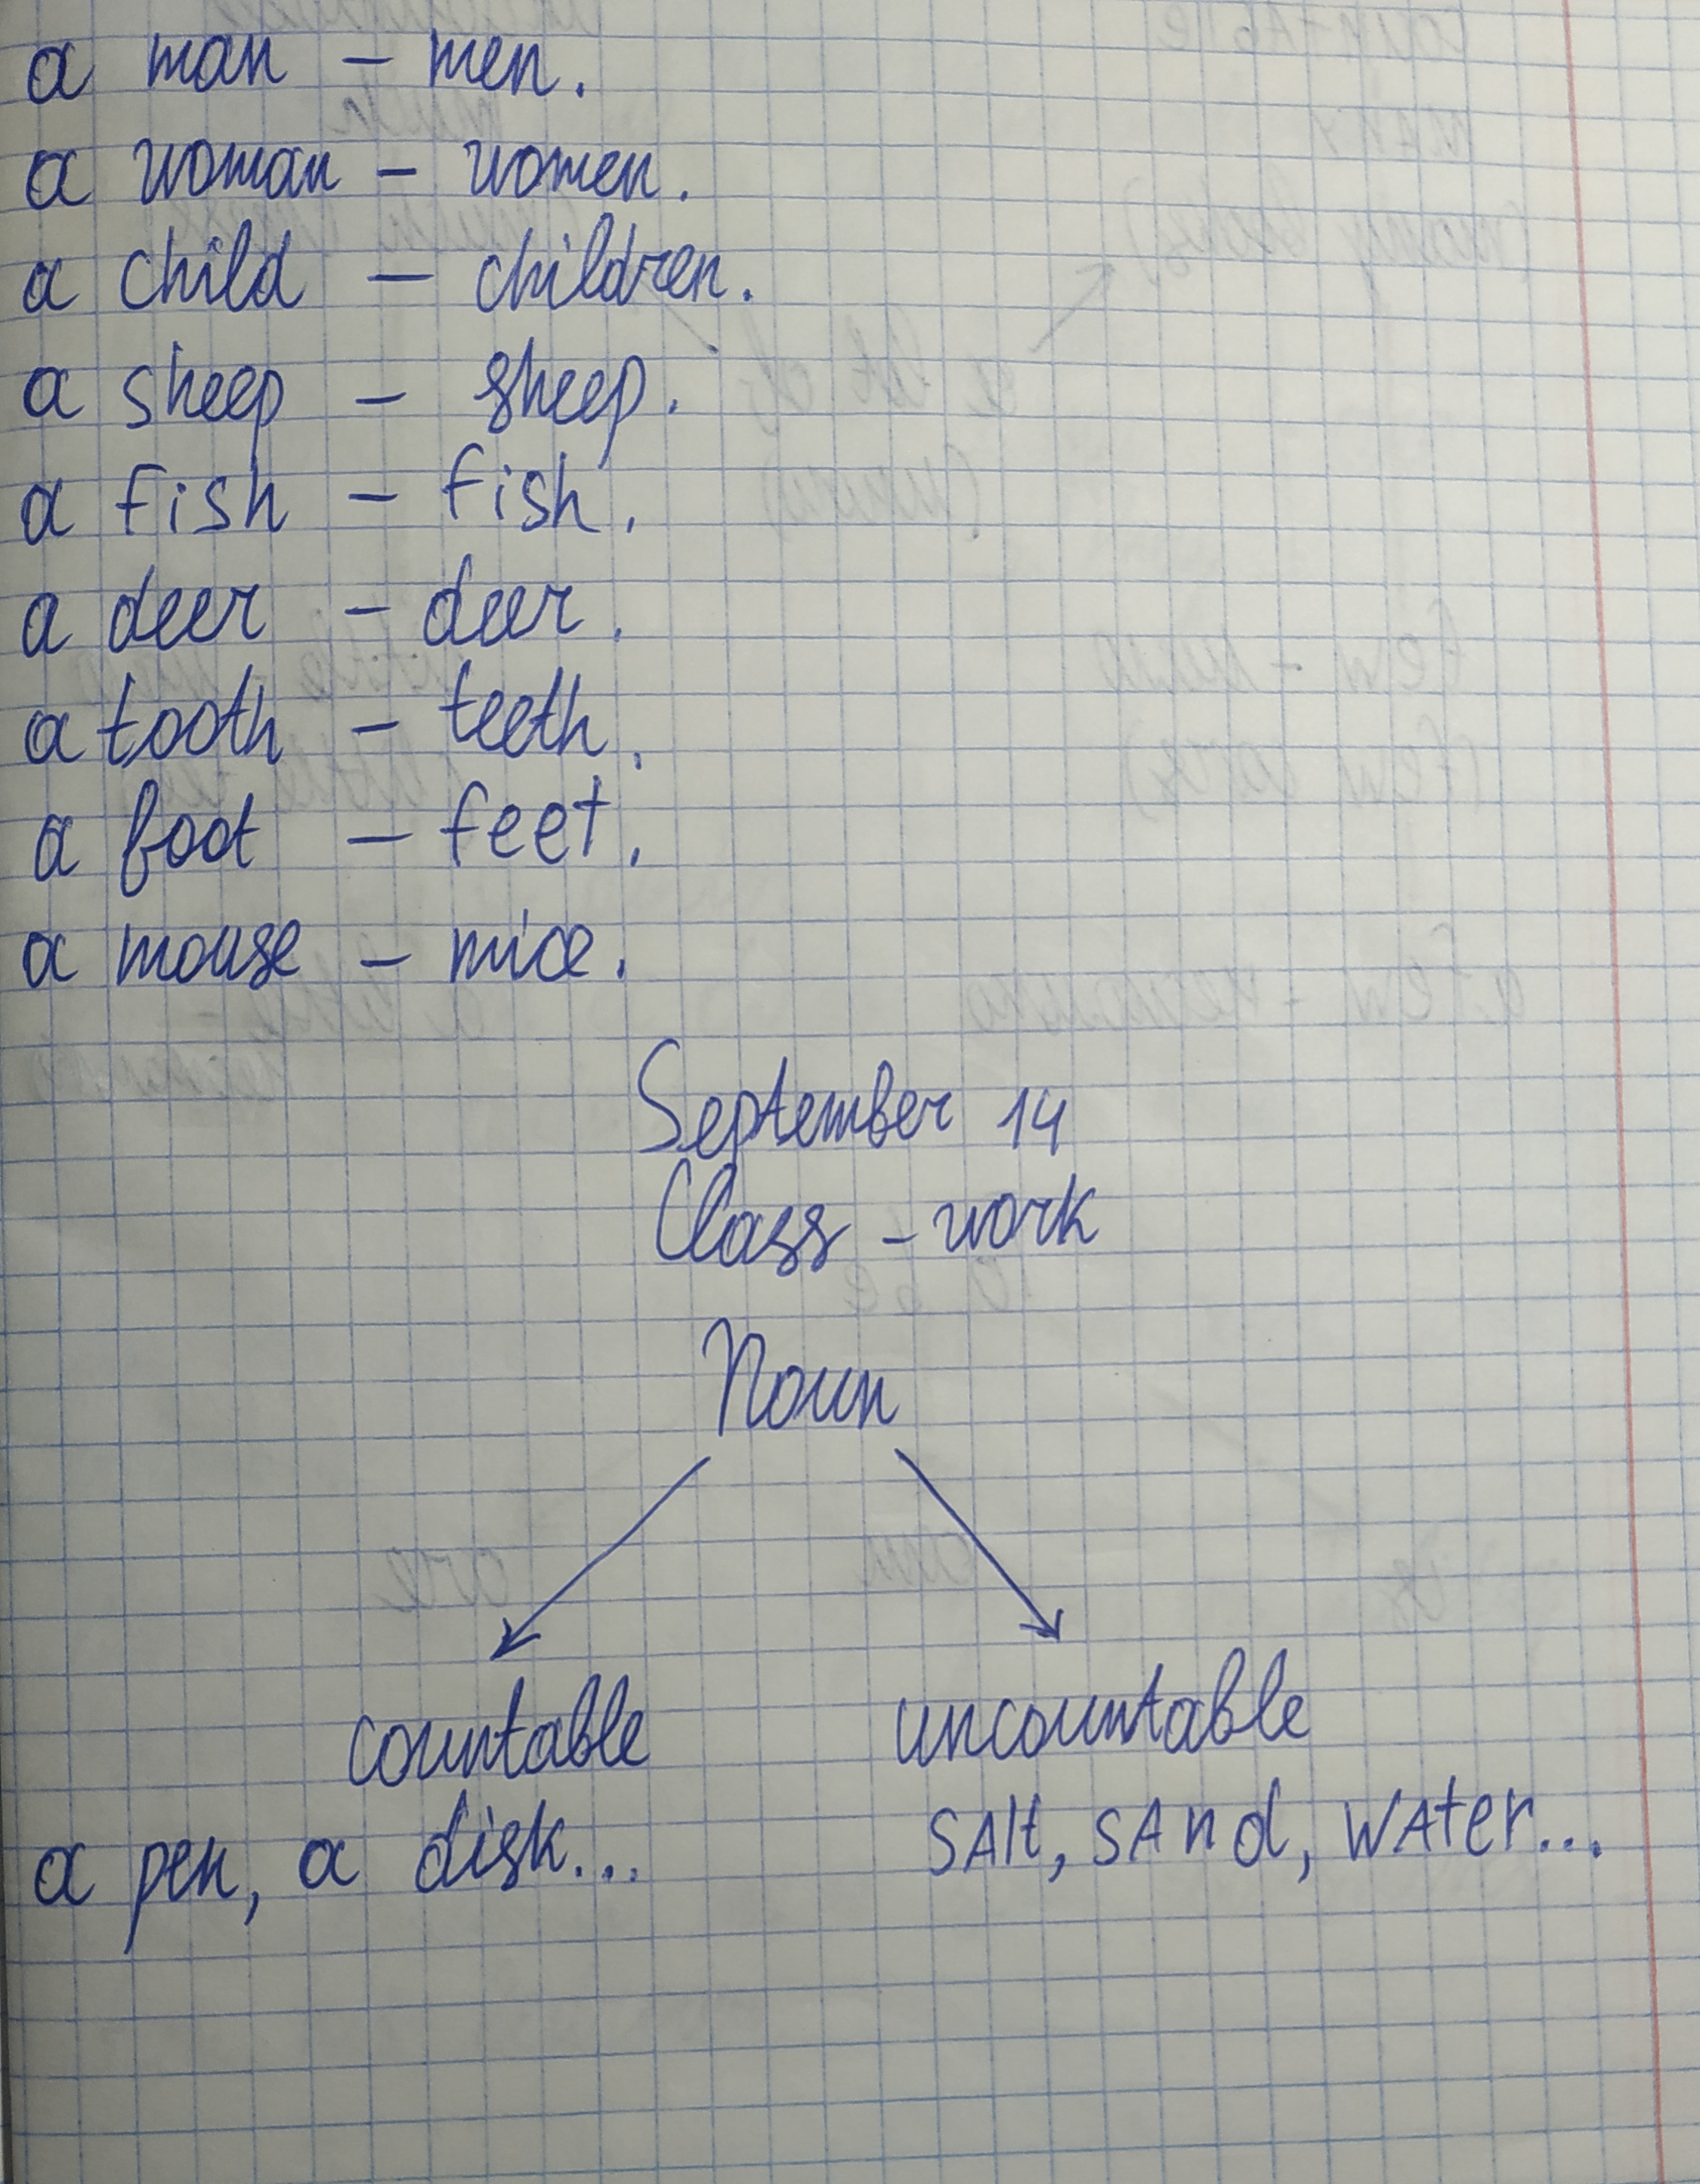 a man - men.
a woman - women.
a child - children.
a sheep - sheep.
a fish - fish.
a deer - deer.
a tooth - teeth.
a foot - feet.
a mouse - mice.
September 14
Class - work
Noun
countable uncountable
a pen, a disk... SAlt, SAnd, WAter...